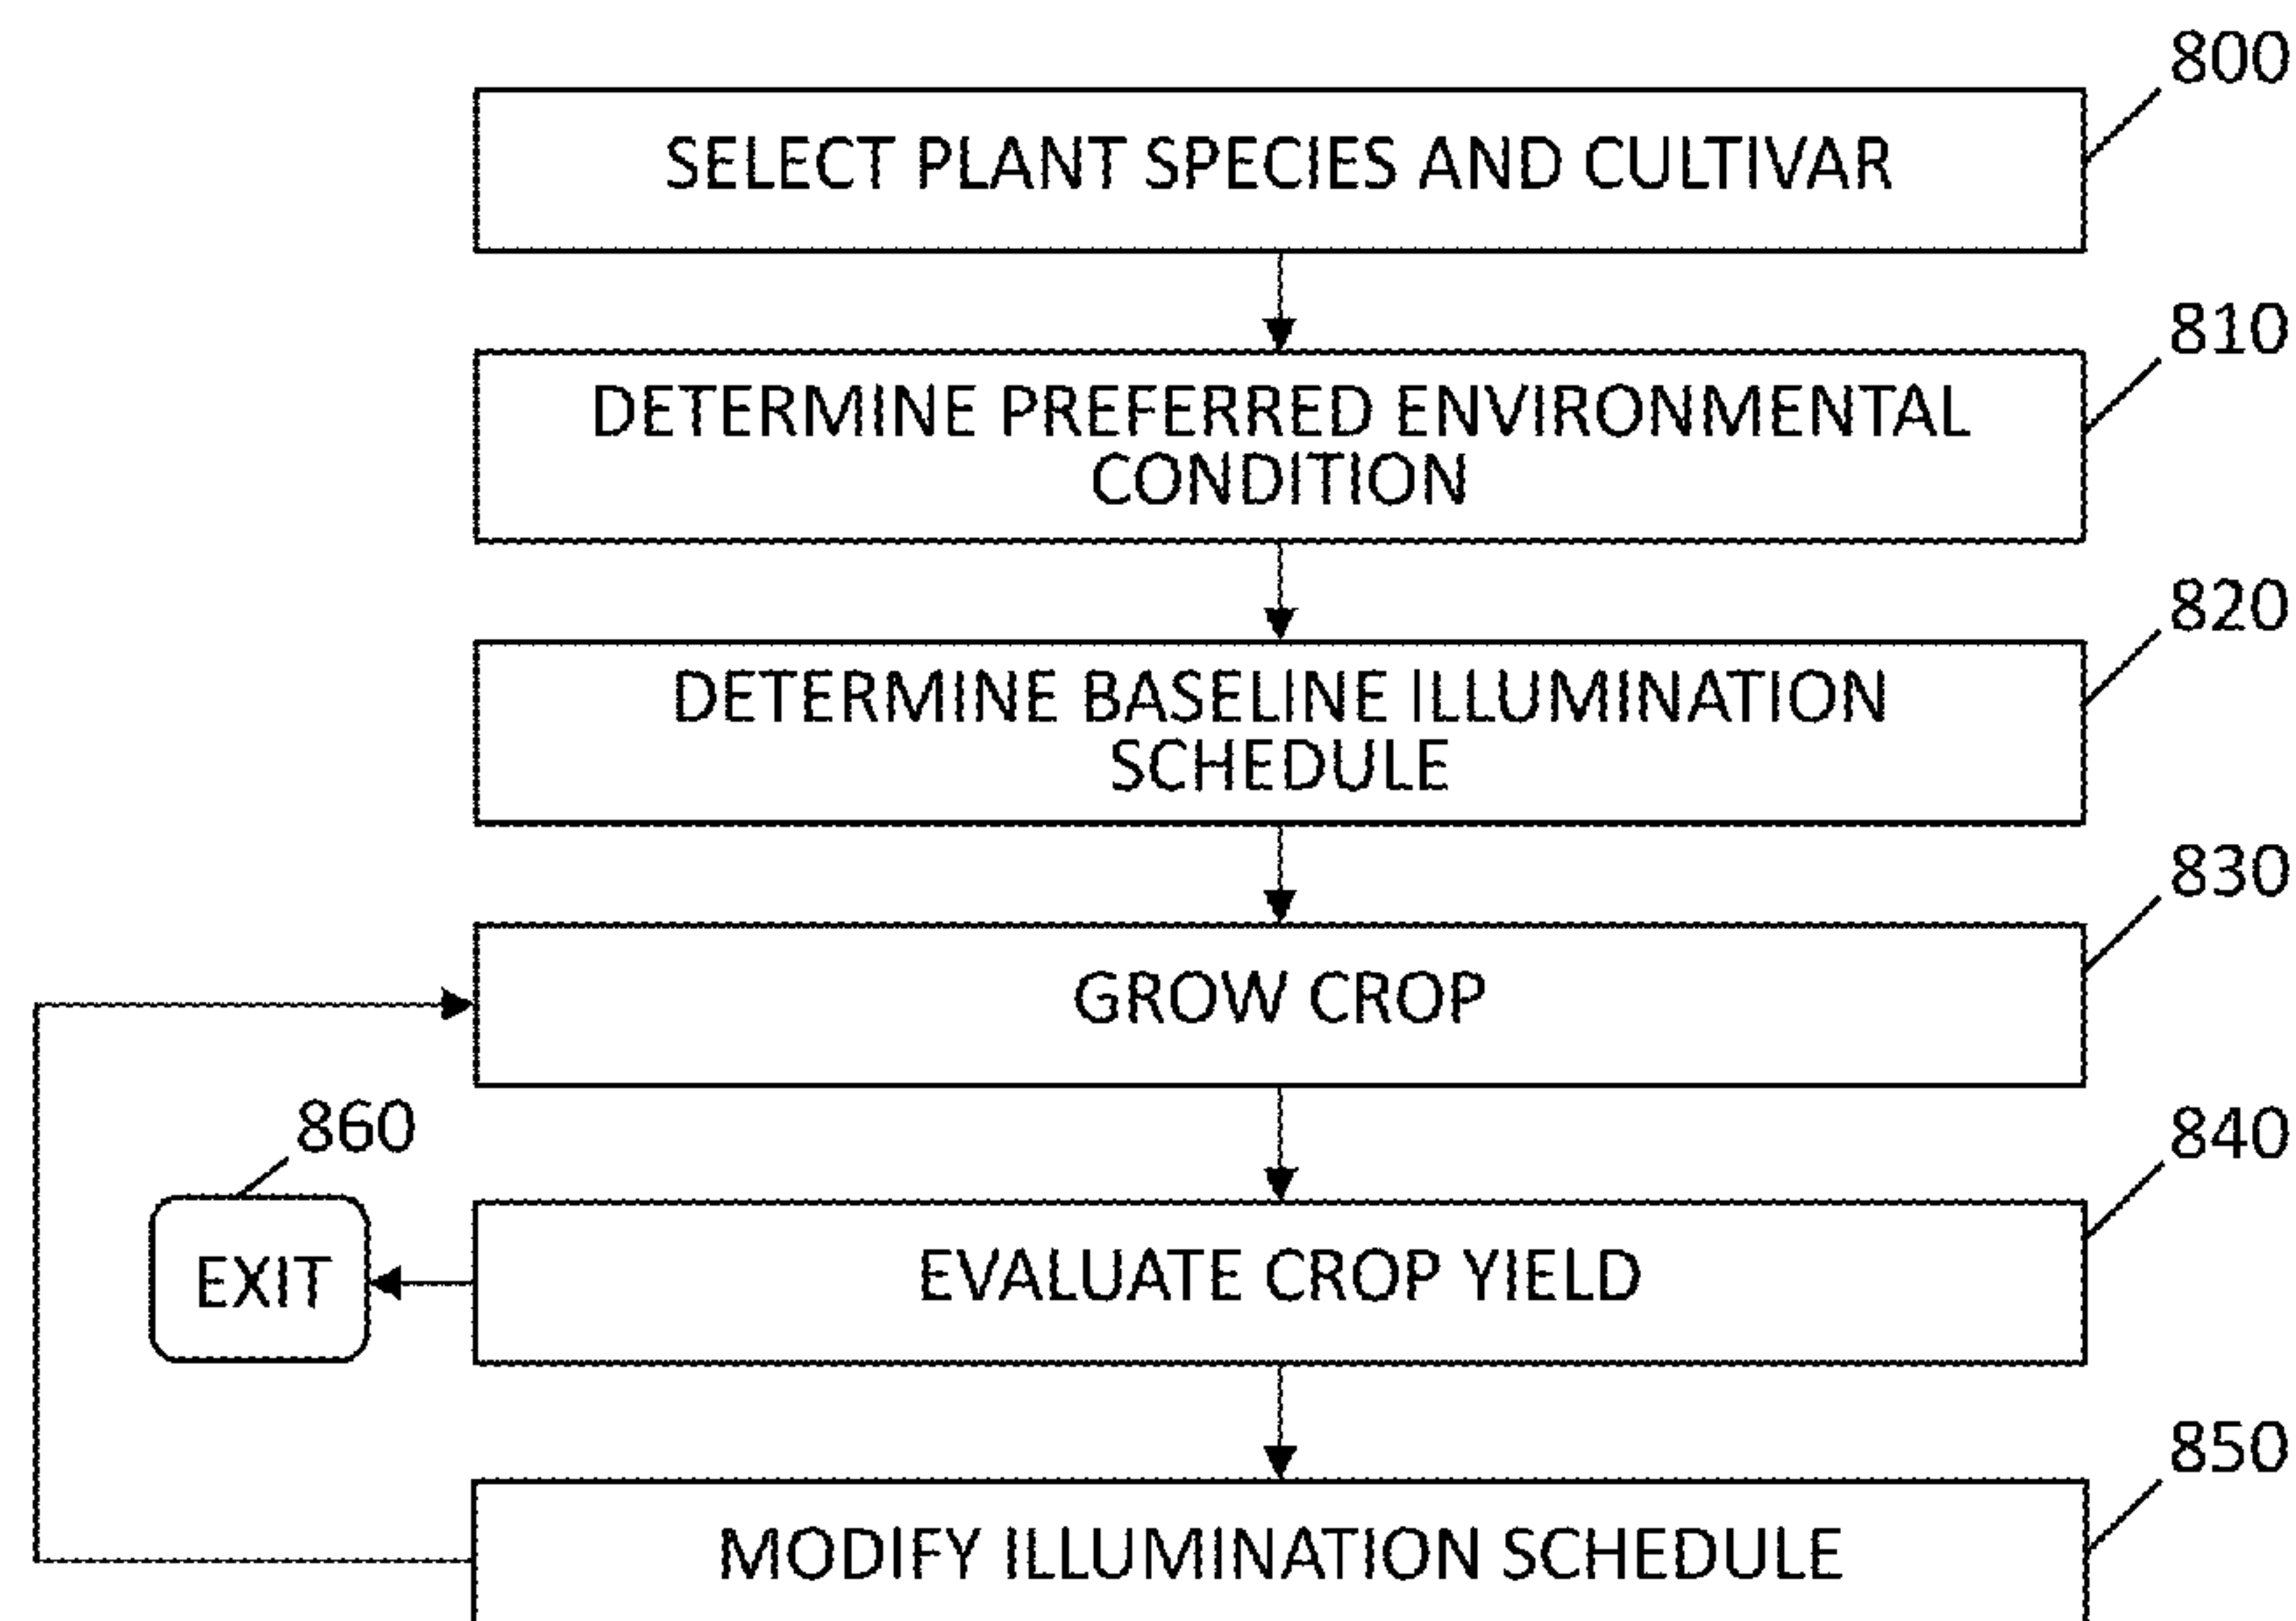 800
SELECT PLANT SPECIES AND CULTIVAR
810
DETERMINE PREFERRED ENVIRONMENTAL
CONDITION
820
DETERMINE BASELINE ILLUMINATION
SCHEDULE
830
GROW CROP
860
840
EXIT
EVALUATE CROP YIELD
850
MODIFY ILLUMINATION SCHEDULE